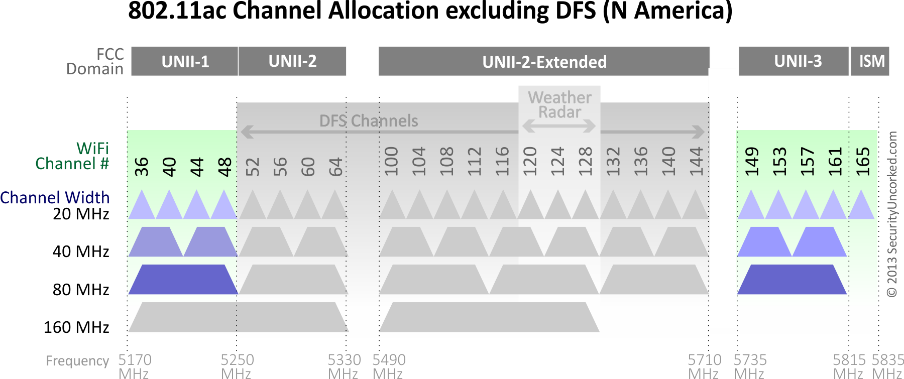 802.11ac Channel Allocation excluding DFS (N America)
FCC
Domain
UNII-1
UNII-2
UNII-2-Extended
UNII-3
ISM
Weather
Radar
DFS Channels
WiFi
Channel #
36 40 44 48 52 56 60 64 100 104 108 112 116 120 124 128 132 136 140 144 149 153 157 161 165
Channel Width
20 MHz
40 MHz
80 MHz
160 MHz
Frequency
5170
MHz
5250
MHz
5330
MHz
5490
MHz
5710
MHz
5735
MHz
5815
MHz
5835
MHz
© 2013 SecurityUncorked.com